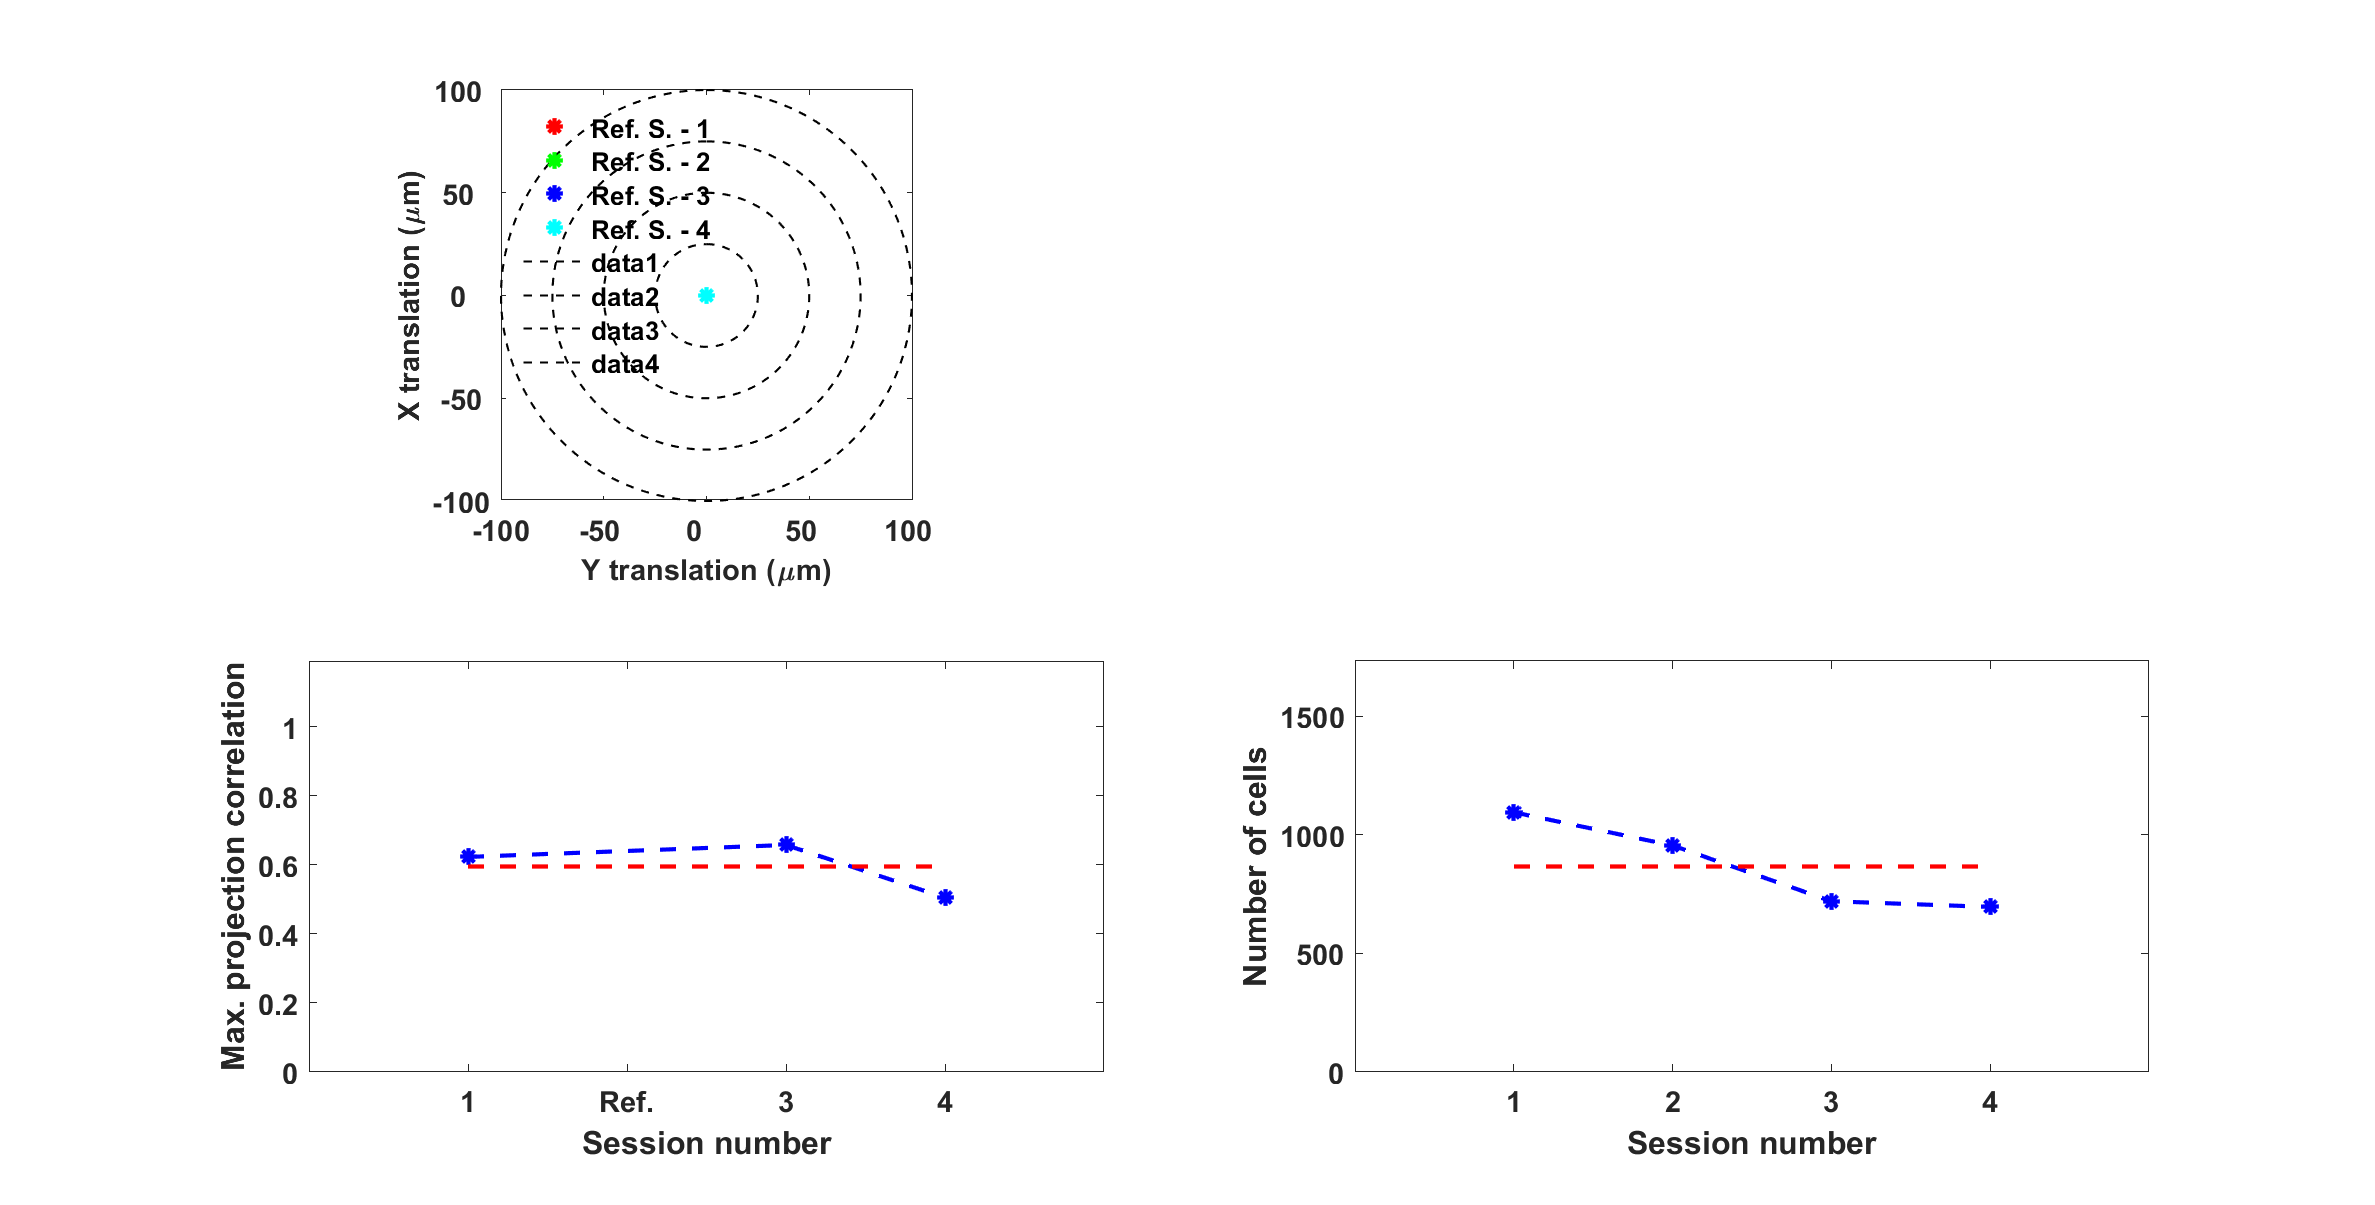 100
50
0
-50
-100
X translation (μm)
Ref. S. - 1
Ref. S. - 2
Ref. S. - 3
Ref. S. - 4
data1
data2
data3
data4
-100 -50 0 50 100
Y translation (μm)
Max. projection correlation
1
0.8
0.6
0.4
0.2
0
1 Ref. 3 4
Session number
Number of cells
1500
1000
500
0
1 2 3 4
Session number